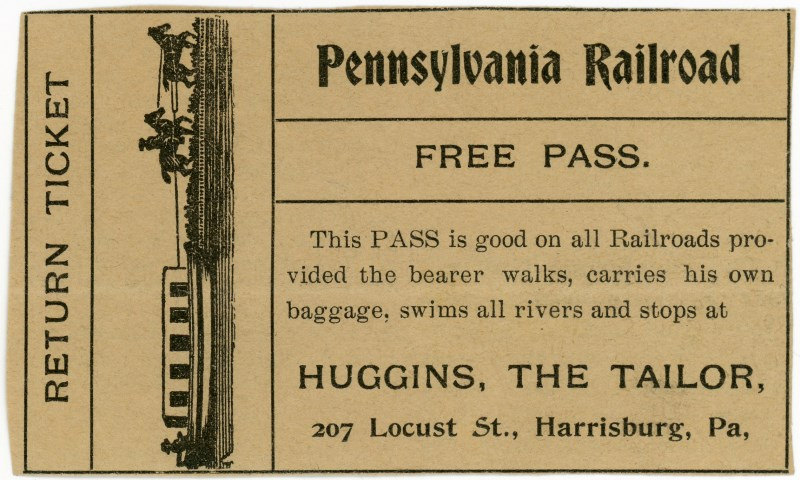 RETURN TICKET
Pennsylvania Railroad
FREE PASS.
This PASS is good on all Railroads pro-
vided the bearer walks, carries his own
baggage, swims all rivers and stops at
HUGGINS, THE TAILOR,
207 Locust St., Harrisburg, Pa,